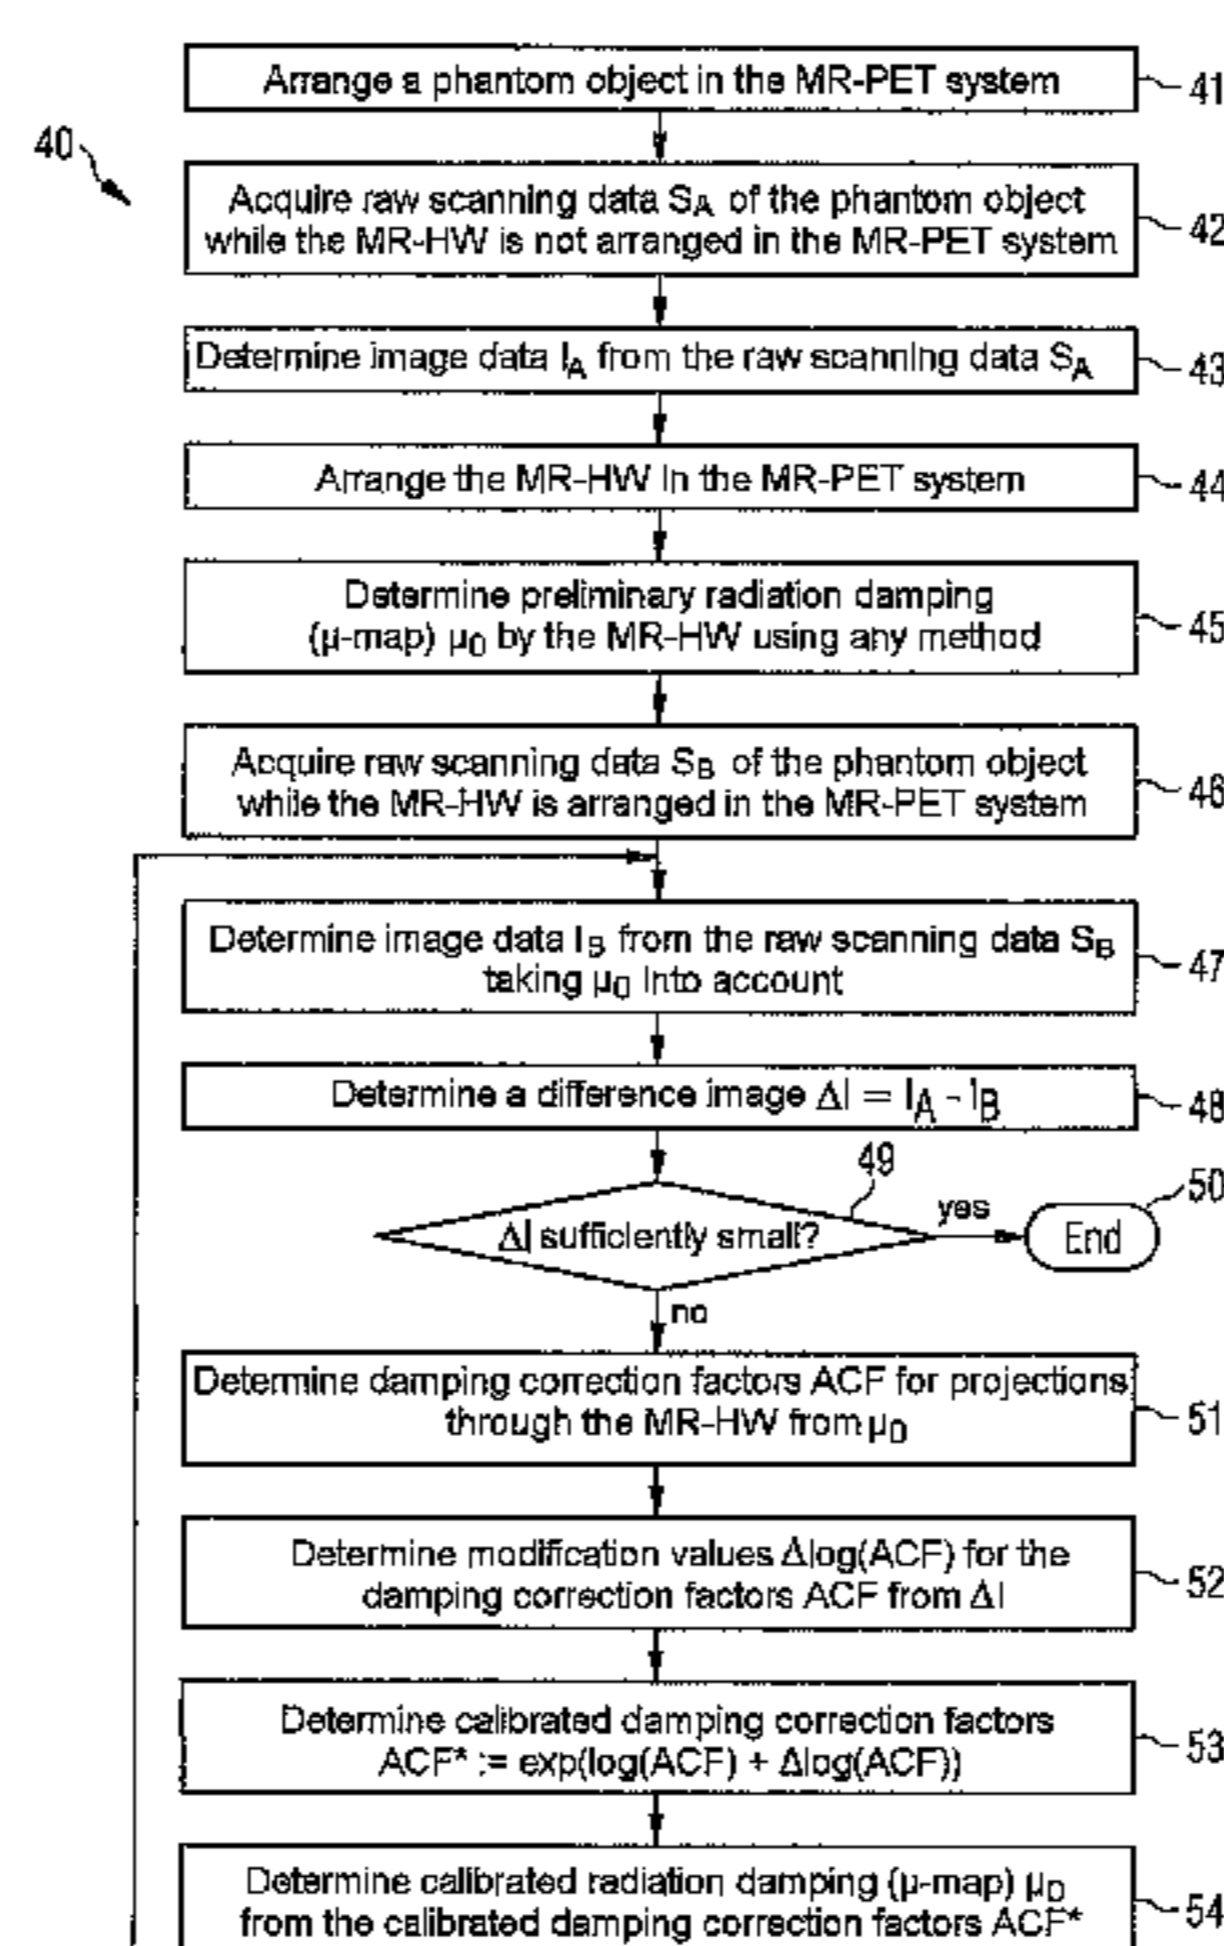 Arrange a phantom object in the MR-PET system
41
40
Acquire raw scanning data SA of the phantom object
while the MR-HW is not arranged in the MR-PET system
42
Determine image data IA from the raw scanning data SA
43
Arrange the MR-HW in the MR-PET system
44
Determine preliminary radiation damping
(μ-map) μ0 by the MR-HW using any method
45
Acquire raw scanning data SB of the phantom object
while the MR-HW is arranged in the MR-PET system
46
Determine image data IB from the raw scanning data SB
taking μ0 into account
47
Determine a difference image ΔI = IA - IB
48
49
ΔI sufficiently small?
yes
End
50
no
Determine damping correction factors ACF for projections
through the MR-HW from μ0
51
Determine modification values Δlog(ACF) for the
damping correction factors ACF from ΔI
52
Determine calibrated damping correction factors
ACF* := exp(log(ACF) + Δlog(ACF))
53
Determine calibrated radiation damping (μ-map) μ0
from the calibrated damping correction factors ACF*
54